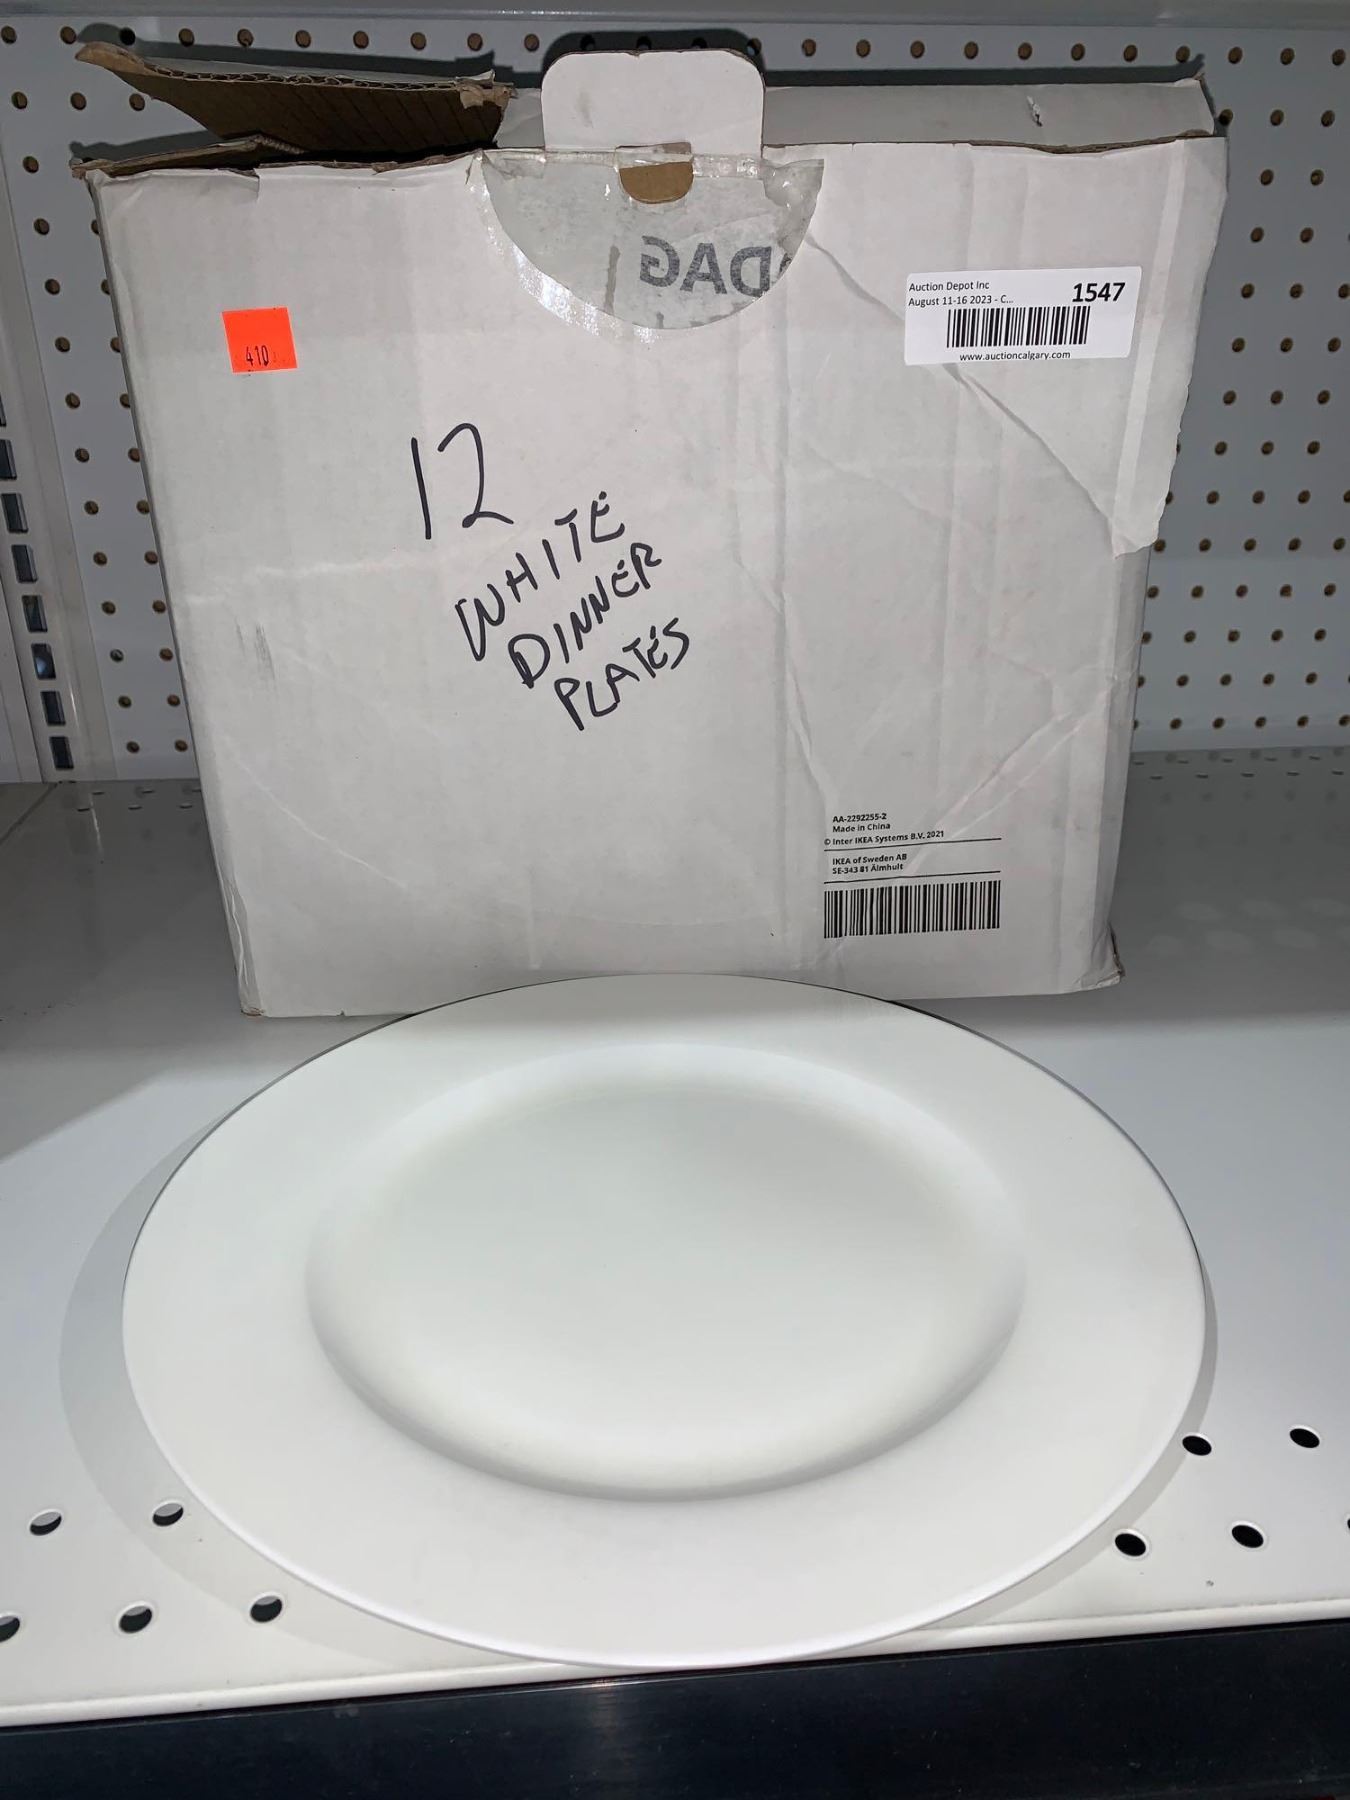 DAG
Auction Depot Inc
August 11-16 2023 - C...
1547
www.auctioncalgary.com
410
12
WHITE
DINNER
PLATES
AA-2292255-2
Made in China
© Inter IKEA Systems B.V. 2021
IKEA of Sweden AB
SE-343 81 Älmhult